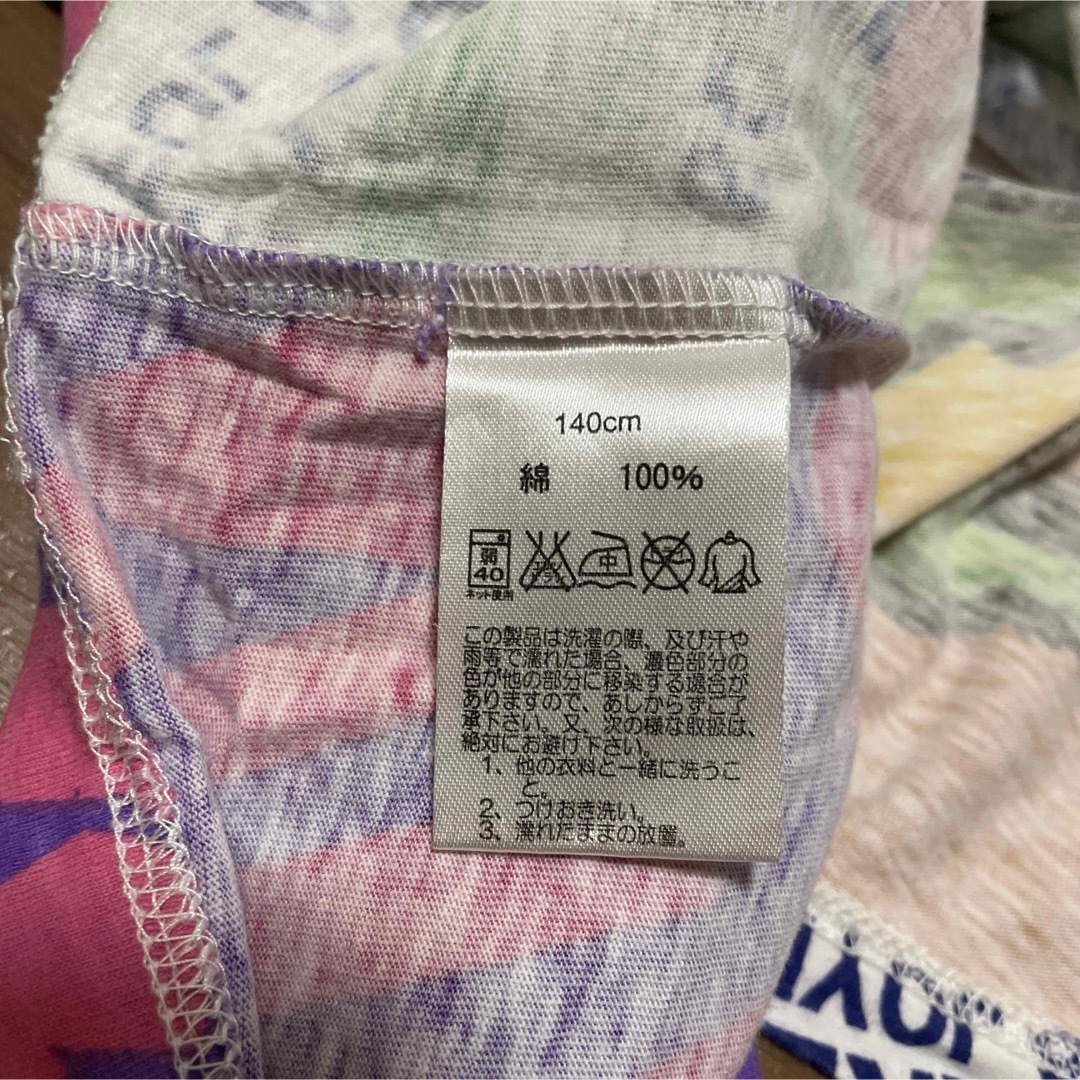 140cm
綿 100%
弱
40
ネット使用
中
この製品は洗濯の際、及び汗や
雨等で濡れた場合、濃色部分の
色が他の部分に移染する場合が
ありますので、あしからずご了
承下さい。又、次の様な取扱は、
絶対にお避け下さい。
1、他の衣料と一緒に洗うこ
と。
2、つけおき洗い。
3、濡れたままの放置。